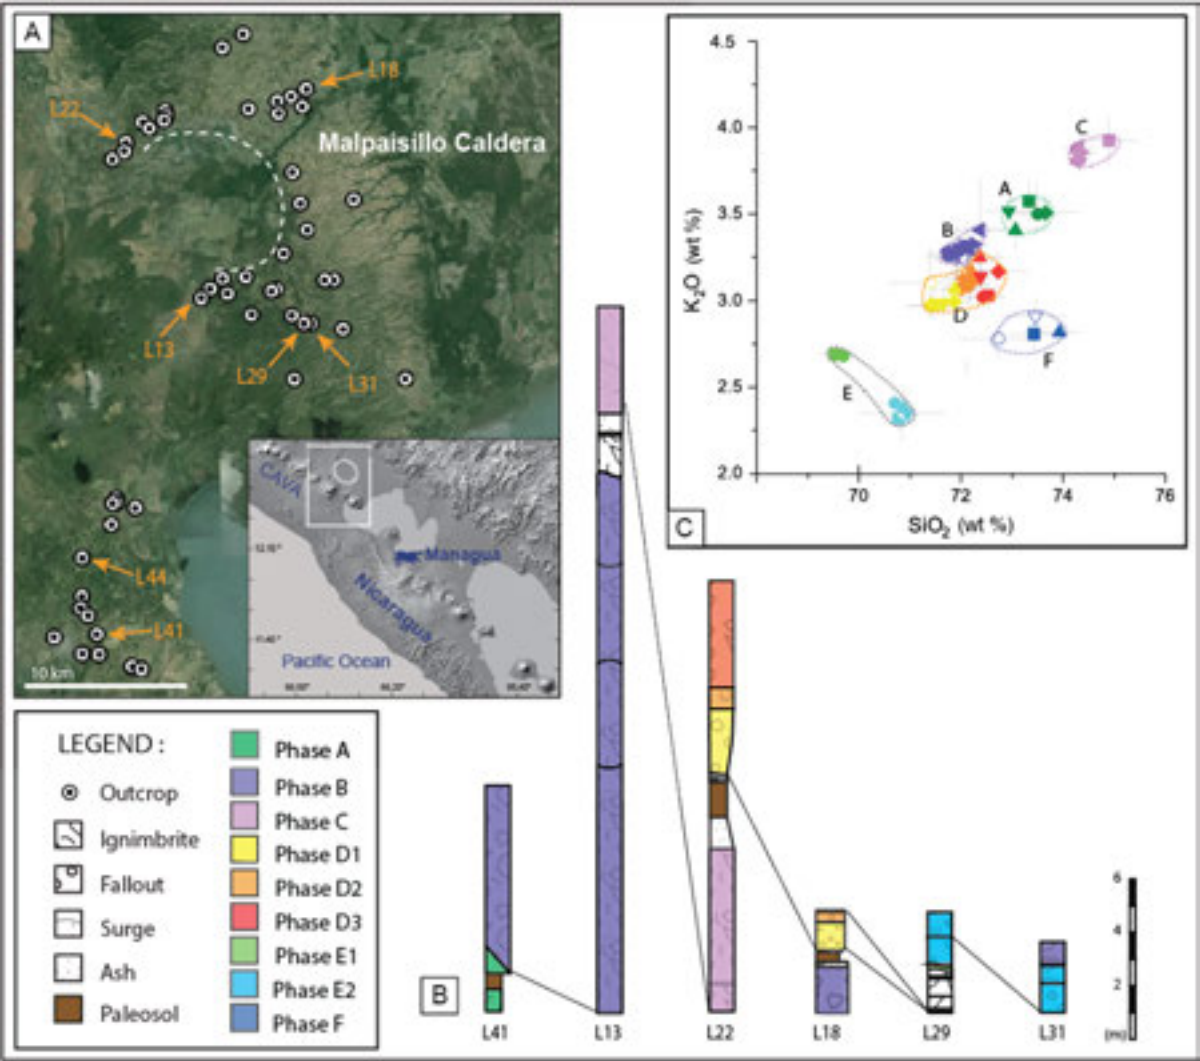 A
L18
L22
Malpaisillo Caldera
L13
L29
L31
L44
L41
10 km
CAVA
Managua
Nicaragua
Pacific Ocean
4.5
4.0
3.5
3.0
2.5
2.0
K₂O (wt %)
C
A
B
D
F
E
70
72
74
76
SiO₂ (wt %)
C
LEGEND :
Outcrop
Ignimbrite
Fallout
Surge
Ash
Paleosol
Phase A
Phase B
Phase C
Phase D1
Phase D2
Phase D3
Phase E1
Phase E2
Phase F
B
L41
L13
L22
L18
L29
L31
6
4
2
(m)